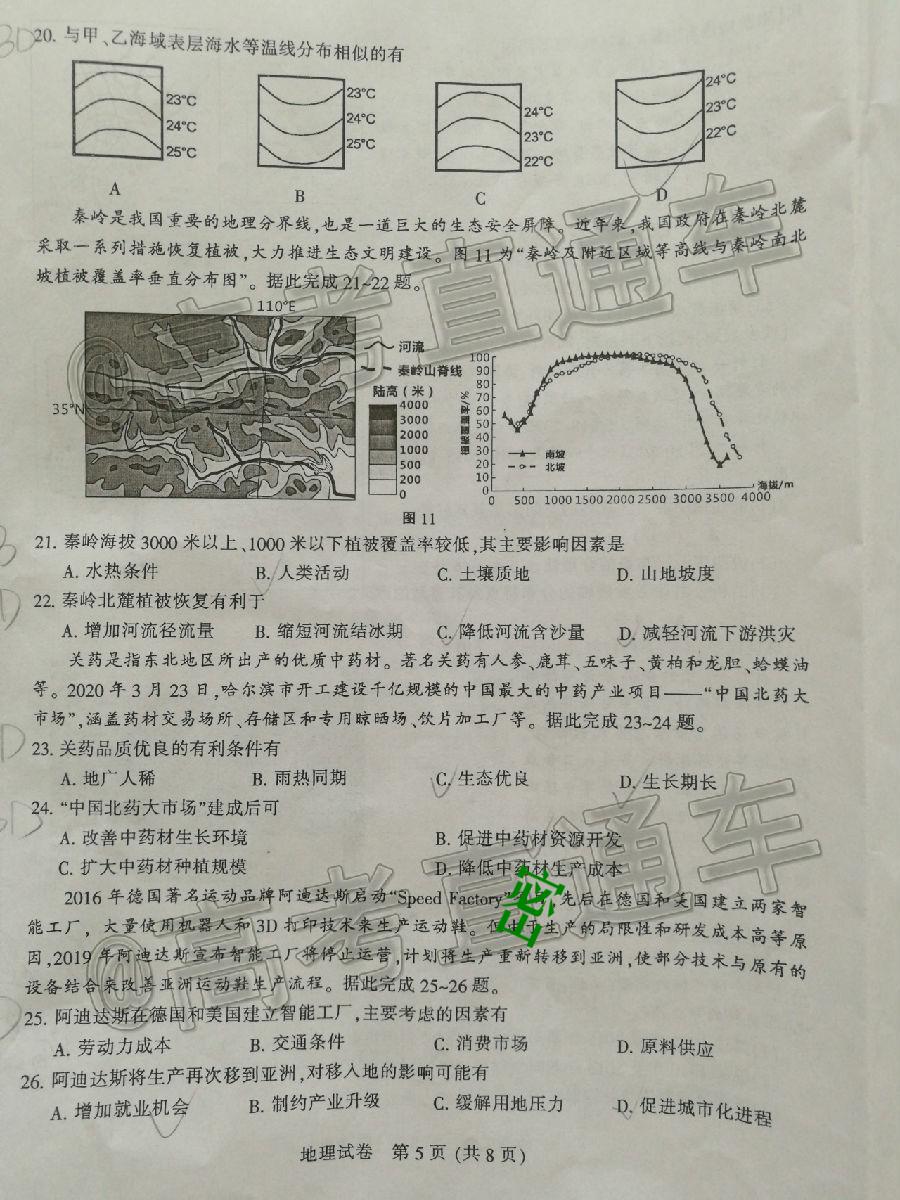 BD
20. 与甲、乙海域表层海水等温线分布相似的有
23℃
24℃
25℃
A
23℃
24℃
25℃
B
24℃
23℃
22℃
C
24℃
23℃
22℃
D
秦岭是我国重要的地理分界线,也是一道巨大的生态安全屏障。近年来,我国政府在秦岭北麓
采取一系列措施恢复植被,大力推进生态文明建设。图 11 为“秦岭及附近区域等高线与秦岭南北
坡植被覆盖率垂直分布图”。据此完成 21~22 题。
110°E
35°N
河流
秦岭山脊线
陆高(米)
4000
3000
2000
1000
500
200
0
100
90
80
70
60
50
40
30
20
10
0
南坡
北坡
0 500 1000 1500 2000 2500 3000 3500 4000
海拔/m
图 11
21. 秦岭海拔 3000 米以上、1000 米以下植被覆盖率较低,其主要影响因素是
A. 水热条件 B. 人类活动 C. 土壤质地 D. 山地坡度
22. 秦岭北麓植被恢复有利于
A. 增加河流径流量 B. 缩短河流结冰期 C. 降低河流含沙量 D. 减轻河流下游洪灾
关药是指东北地区所出产的优质中药材。著名关药有人参、鹿茸、五味子、黄柏和龙胆、蛤蟆油
等。2020 年 3 月 23 日,哈尔滨市开工建设千亿规模的中国最大的中药产业项目——“中国北药大
市场”,涵盖药材交易场所、存储区和专用晾晒场、饮片加工厂等。据此完成 23~24 题。
23. 关药品质优良的有利条件有
A. 地广人稀 B. 雨热同期 C. 生态优良 D. 生长期长
24. “中国北药大市场”建成后可
A. 改善中药材生长环境 B. 促进中药材资源开发
C. 扩大中药材种植规模 D. 降低中药材生产成本
2016 年德国著名运动品牌阿迪达斯启动“Speed Factory” 先后在德国和美国建立两家智
能工厂,大量使用机器人和 3D 打印技术来生产运动鞋。但由于生产的局限性和研发成本高等原
因,2019 年阿迪达斯宣布智能工厂将停止运营,计划将生产重新转移到亚洲,使部分技术与原有的
设备结合来改善亚洲运动鞋生产流程。据此完成 25~26 题。
密
25. 阿迪达斯在德国和美国建立智能工厂,主要考虑的因素有
A. 劳动力成本 B. 交通条件 C. 消费市场 D. 原料供应
26. 阿迪达斯将生产再次移到亚洲,对移入地的影响可能有
A. 增加就业机会 B. 制约产业升级 C. 缓解用地压力 D. 促进城市化进程
地理试卷 第 5 页 (共 8 页)
@高考直通车
@高考直通车